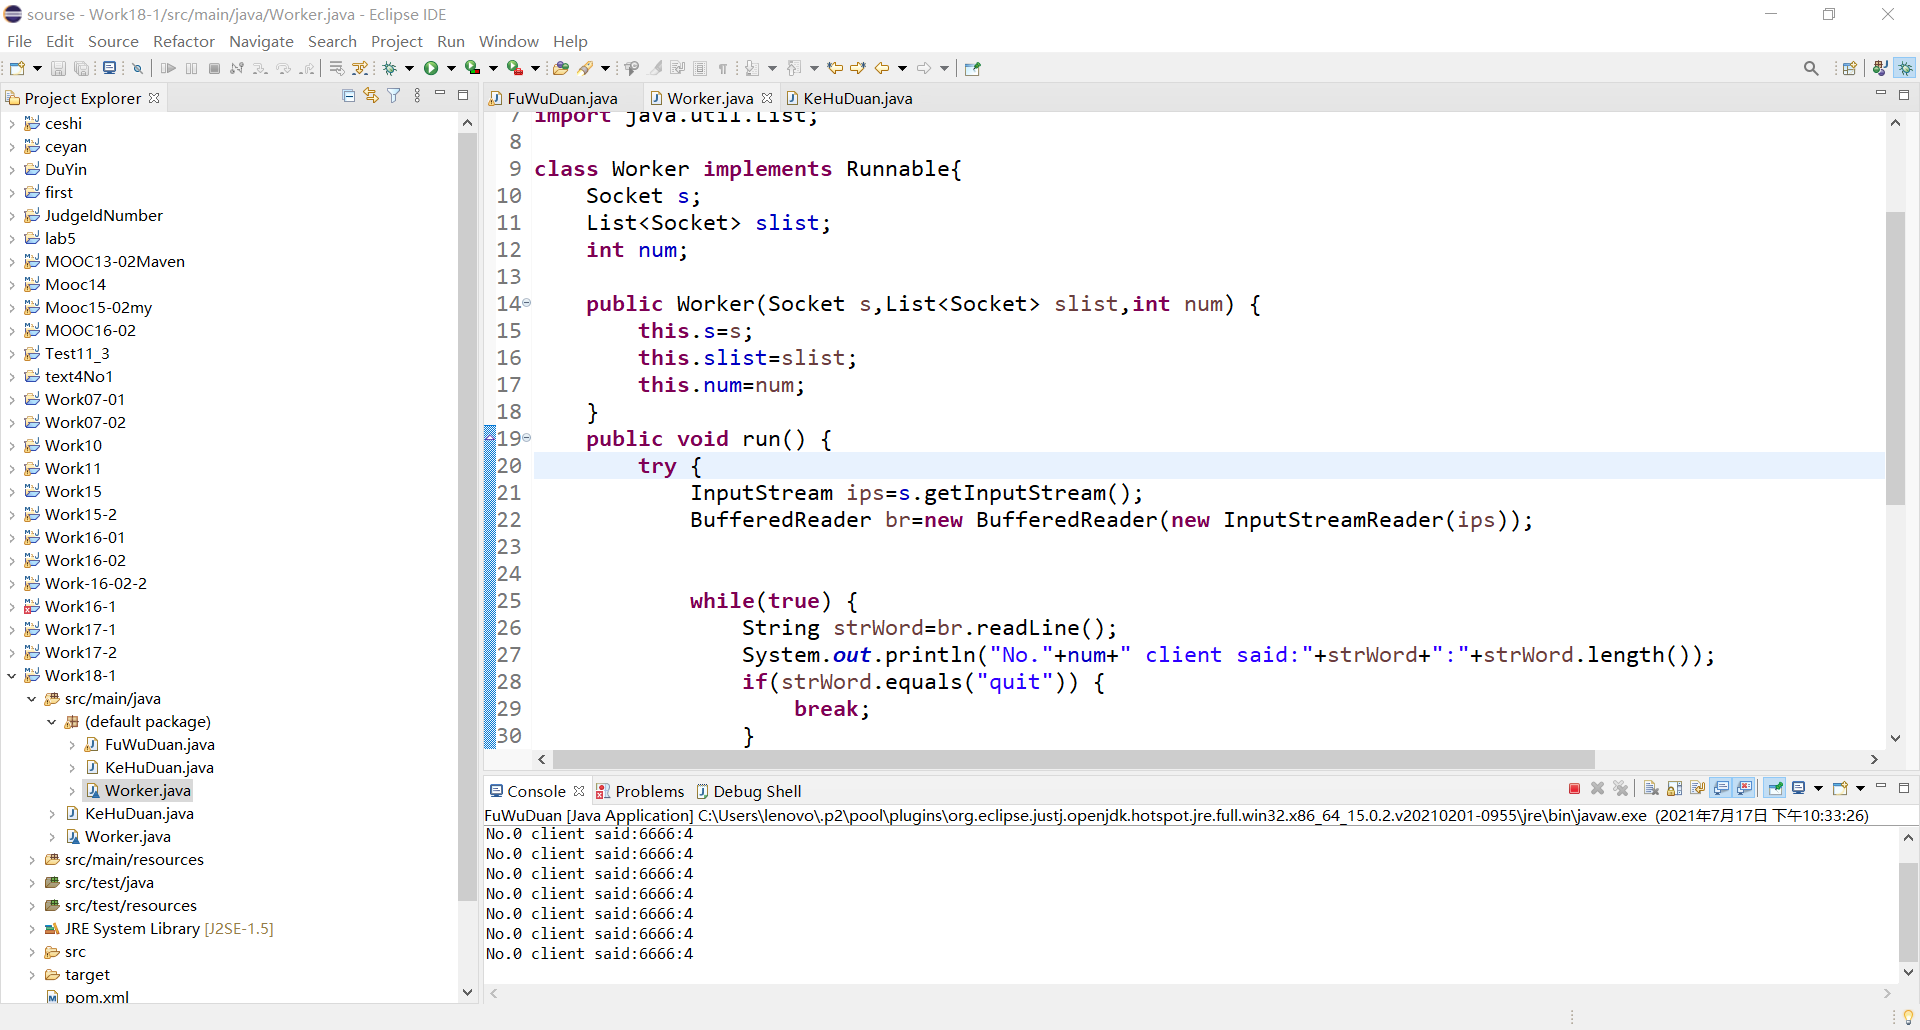 sourse - Work18-1/src/main/java/Worker.java - Eclipse IDE
File Edit Source Refactor Navigate Search Project Run Window Help
Project Explorer
ceshi
ceyan
DuYin
first
JudgeIdNumber
lab5
MOOC13-02Maven
Mooc14
Mooc15-02my
MOOC16-02
Test11_3
text4No1
Work07-01
Work07-02
Work10
Work11
Work15
Work15-2
Work16-01
Work16-02
Work-16-02-2
Work16-1
Work17-1
Work17-2
Work18-1
src/main/java
(default package)
FuWuDuan.java
KeHuDuan.java
Worker.java
KeHuDuan.java
Worker.java
src/main/resources
src/test/java
src/test/resources
JRE System Library [J2SE-1.5]
src
target
pom.xml
FuWuDuan.java Worker.java KeHuDuan.java
7 import java.util.List;
8
9 class Worker implements Runnable{
10 Socket s;
11 List<Socket> slist;
12 int num;
13
14 public Worker(Socket s,List<Socket> slist,int num) {
15 this.s=s;
16 this.slist=slist;
17 this.num=num;
18 }
19 public void run() {
20 try {
21 InputStream ips=s.getInputStream();
22 BufferedReader br=new BufferedReader(new InputStreamReader(ips));
23
24
25 while(true) {
26 String strWord=br.readLine();
27 System.out.println("No."+num+" client said:"+strWord+":"+strWord.length());
28 if(strWord.equals("quit")) {
29 break;
30 }
Console Problems Debug Shell
FuWuDuan [Java Application] C:\Users\lenovo\.p2\pool\plugins\org.eclipse.justj.openjdk.hotspot.jre.full.win32.x86_64_15.0.2.v20210201-0955\jre\bin\javaw.exe (2021年7月17日 下午10:33:26)
No.0 client said:6666:4
No.0 client said:6666:4
No.0 client said:6666:4
No.0 client said:6666:4
No.0 client said:6666:4
No.0 client said:6666:4
No.0 client said:6666:4